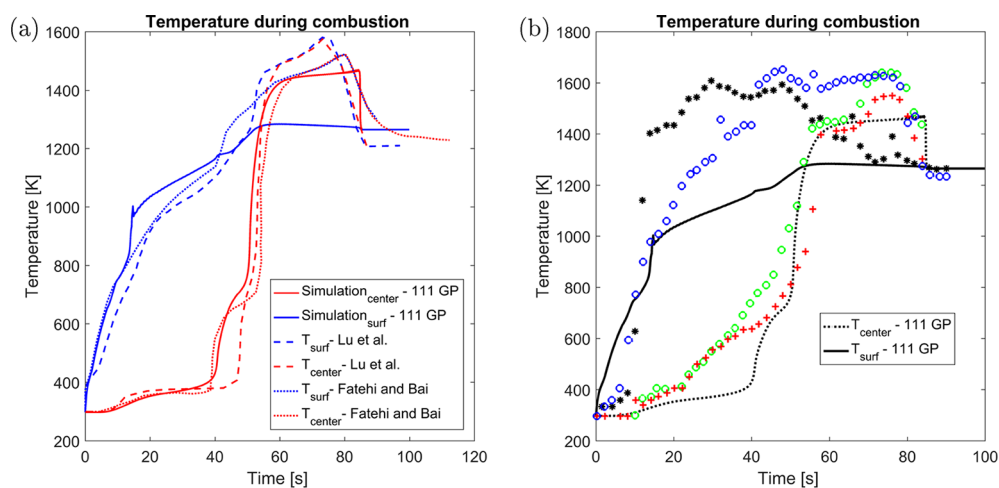 (a)
Temperature during combustion
1600
1400
1200
1000
800
600
400
200
0
20
40
60
80
100
120
Temperature [K]
Time [s]
Simulation_center - 111 GP
Simulation_surf - 111 GP
T_surf- Lu et al.
T_center- Lu et al.
T_surf- Fatehi and Bai
T_center- Fatehi and Bai
(b)
Temperature during combustion
1800
1600
1400
1200
1000
800
600
400
200
0
20
40
60
80
100
Temperature [K]
Time [s]
T_center- 111 GP
T_surf - 111 GP